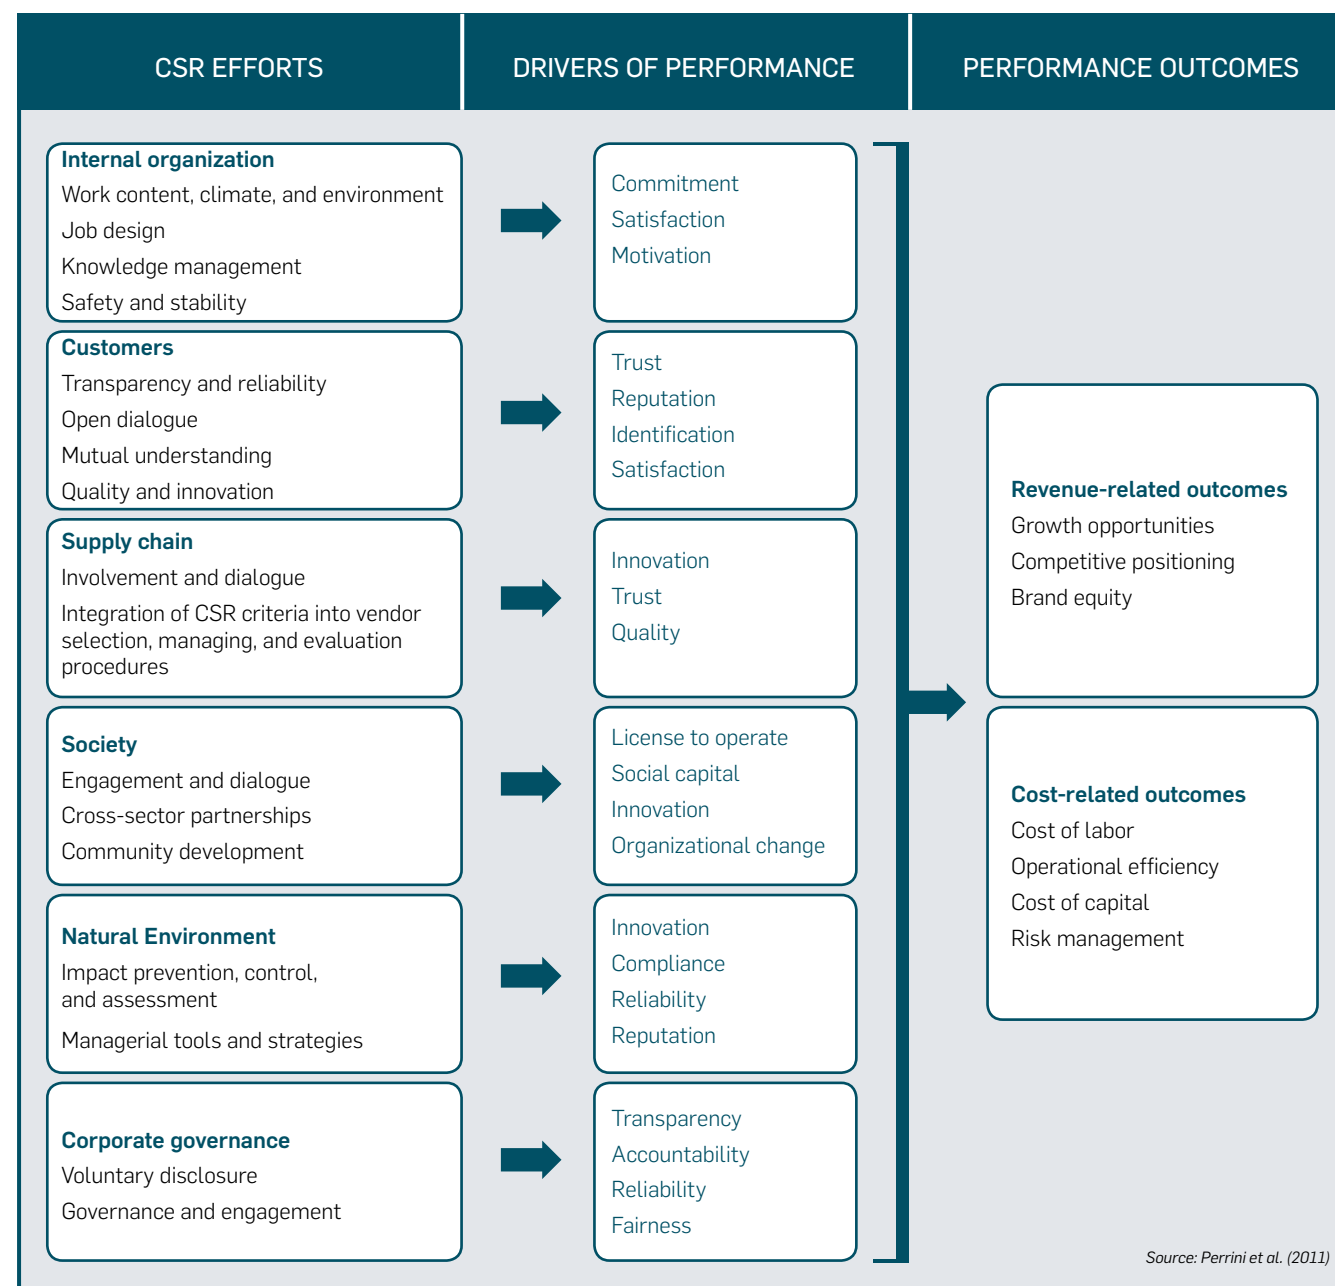 CSR EFFORTS
DRIVERS OF PERFORMANCE
PERFORMANCE OUTCOMES
Internal organization
Work content, climate, and environment
Job design
Knowledge management
Safety and stability
Commitment
Satisfaction
Motivation
Customers
Transparency and reliability
Open dialogue
Mutual understanding
Quality and innovation
Trust
Reputation
Identification
Satisfaction
Supply chain
Involvement and dialogue
Integration of CSR criteria into vendor
selection, managing, and evaluation
procedures
Innovation
Trust
Quality
Society
Engagement and dialogue
Cross-sector partnerships
Community development
License to operate
Social capital
Innovation
Organizational change
Natural Environment
Impact prevention, control,
and assessment
Managerial tools and strategies
Innovation
Compliance
Reliability
Reputation
Corporate governance
Voluntary disclosure
Governance and engagement
Transparency
Accountability
Reliability
Fairness
Revenue-related outcomes
Growth opportunities
Competitive positioning
Brand equity
Cost-related outcomes
Cost of labor
Operational efficiency
Cost of capital
Risk management
Source: Perrini et al. (2011)